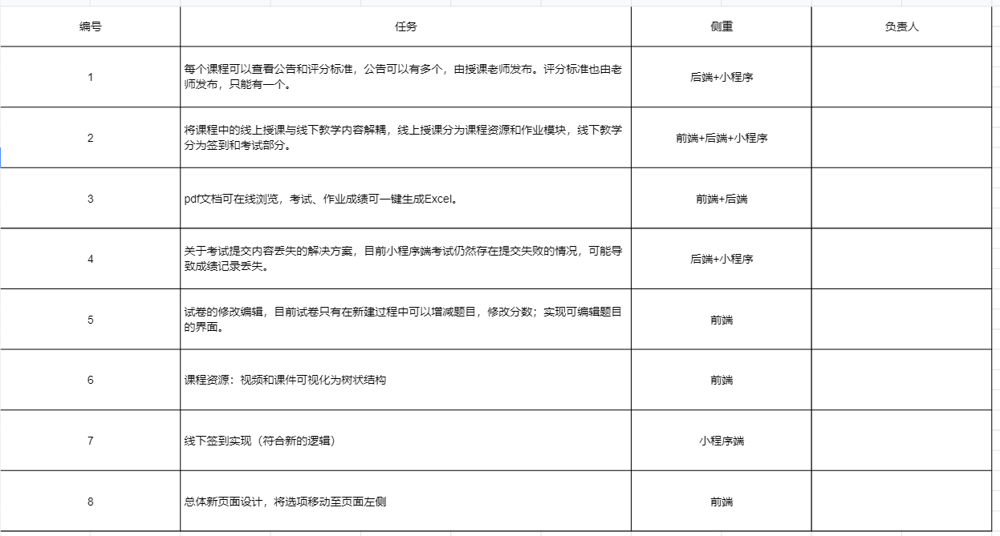 编号 任务 侧重 负责人
1 每个课程可以查看公告和评分标准，公告可以有多个，由授课老师发布。评分标准也由老
师发布，只能有一个。 后端+小程序
2 将课程中的线上授课与线下教学内容解耦，线上授课分为课程资源和作业模块，线下教学
分为签到和考试部分。 前端+后端+小程序
3 pdf文档可在线浏览，考试、作业成绩可一键生成Excel。 前端+后端
4 关于考试提交内容丢失的解决方案，目前小程序端考试仍然存在提交失败的情况，可能导
致成绩记录丢失。 后端+小程序
5 试卷的修改编辑，目前试卷只有在新建过程中可以增减题目，修改分数；实现可编辑题目
的界面。 前端
6 课程资源：视频和课件可视化为树状结构 前端
7 线下签到实现（符合新的逻辑） 小程序端
8 总体新页面设计，将选项移动至页面左侧 前端